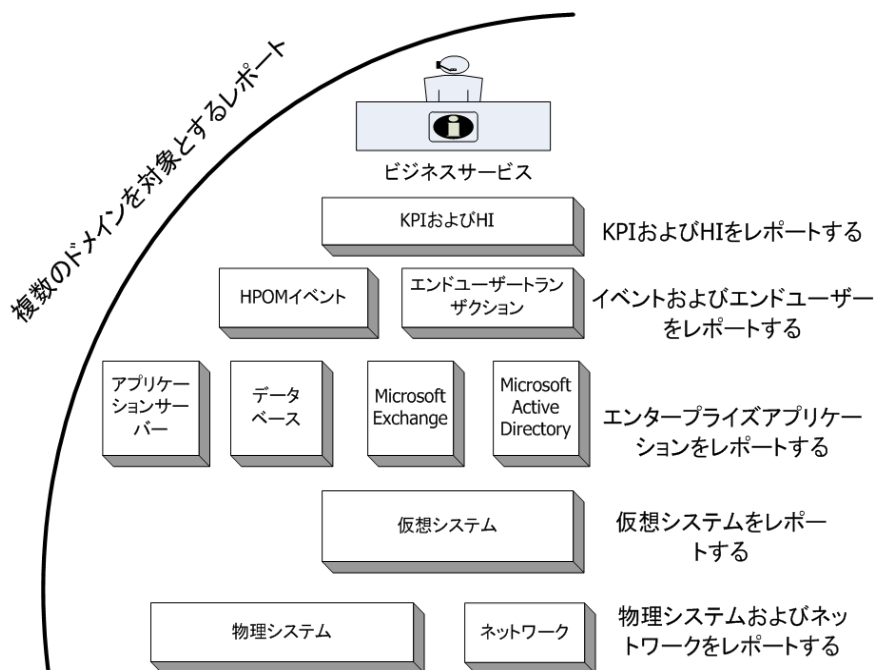 複数のドメインを対象とするレポート
ビジネスサービス
KPIおよびHI
KPIおよびHIをレポートする
HPOMイベント
エンドユーザートラン
ザクション
イベントおよびエンドユーザー
をレポートする
アプリケー
ションサー
バー
データ
ベース
Microsoft
Exchange
Microsoft
Active
Directory
エンタープライズアプリケー
ションをレポートする
仮想システム
仮想システムをレポー
トする
物理システム
ネットワーク
物理システムおよびネッ
トワークをレポートする